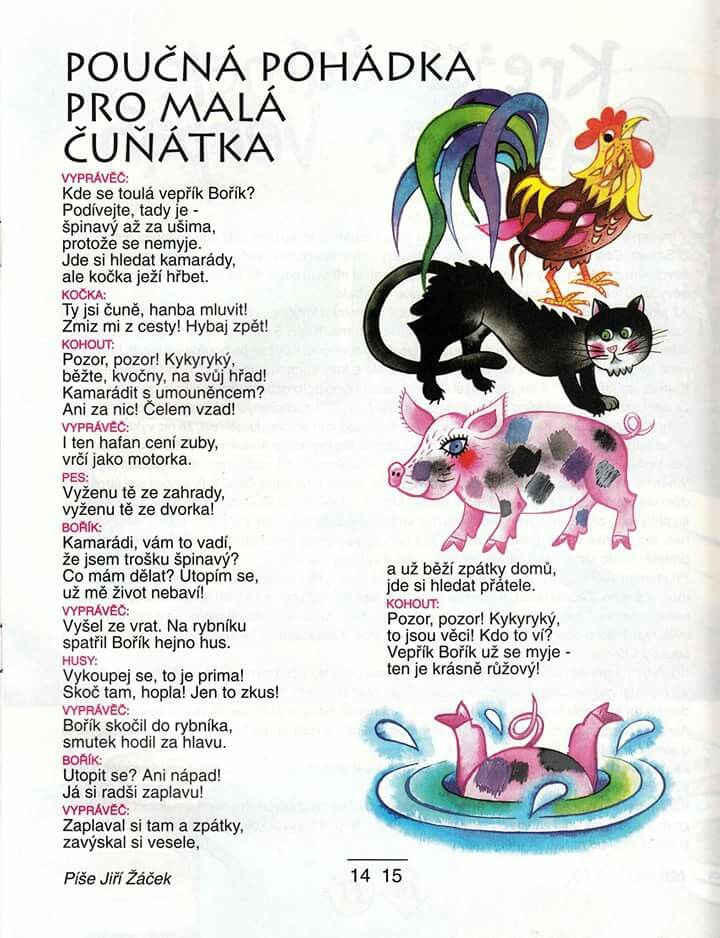 POUČNÁ POHÁDKA
PRO MALÁ
ČUŇÁTKA
VYPRÁVĚČ:
Kde se toulá vepřík Bořík?
Podívejte, tady je -
špinavý až za ušima,
protože se nemyje.
Jde si hledat kamarády,
ale kočka ježí hřbet.
KOČKA:
Ty jsi čuně, hanba mluvit!
Zmiz mi z cesty! Hybaj zpět!
KOHOUT:
Pozor, pozor! Kykyryký,
běžte, kvočny, na svůj hřad!
Kamarádit s umouněncem?
Ani za nic! Čelem vzad!
VYPRÁVĚČ:
I ten hafan cení zuby,
vrčí jako motorka.
PES:
Vyženu tě ze zahrady,
vyženu tě ze dvorka!
BOŘÍK:
Kamarádi, vám to vadí,
že jsem trošku špinavý?
Co mám dělat? Utopím se,
už mě život nebaví!
VYPRÁVĚČ:
Vyšel ze vrat. Na rybníku
spatřil Bořík hejno hus.
HUSY:
Vykoupej se, to je prima!
Skoč tam, hopla! Jen to zkus!
VYPRÁVĚČ:
Bořík skočil do rybníka,
smutek hodil za hlavu.
BOŘÍK:
Utopit se? Ani nápad!
Já si radši zaplavu!
VYPRÁVĚČ:
Zaplaval si tam a zpátky,
zavýskal si vesele,
a už běží zpátky domů,
jde si hledat přátele.
KOHOUT:
Pozor, pozor! Kykyryký,
to jsou věci! Kdo to ví?
Vepřík Bořík už se myje -
ten je krásně růžový!
Píše Jiří Žáček
14 15